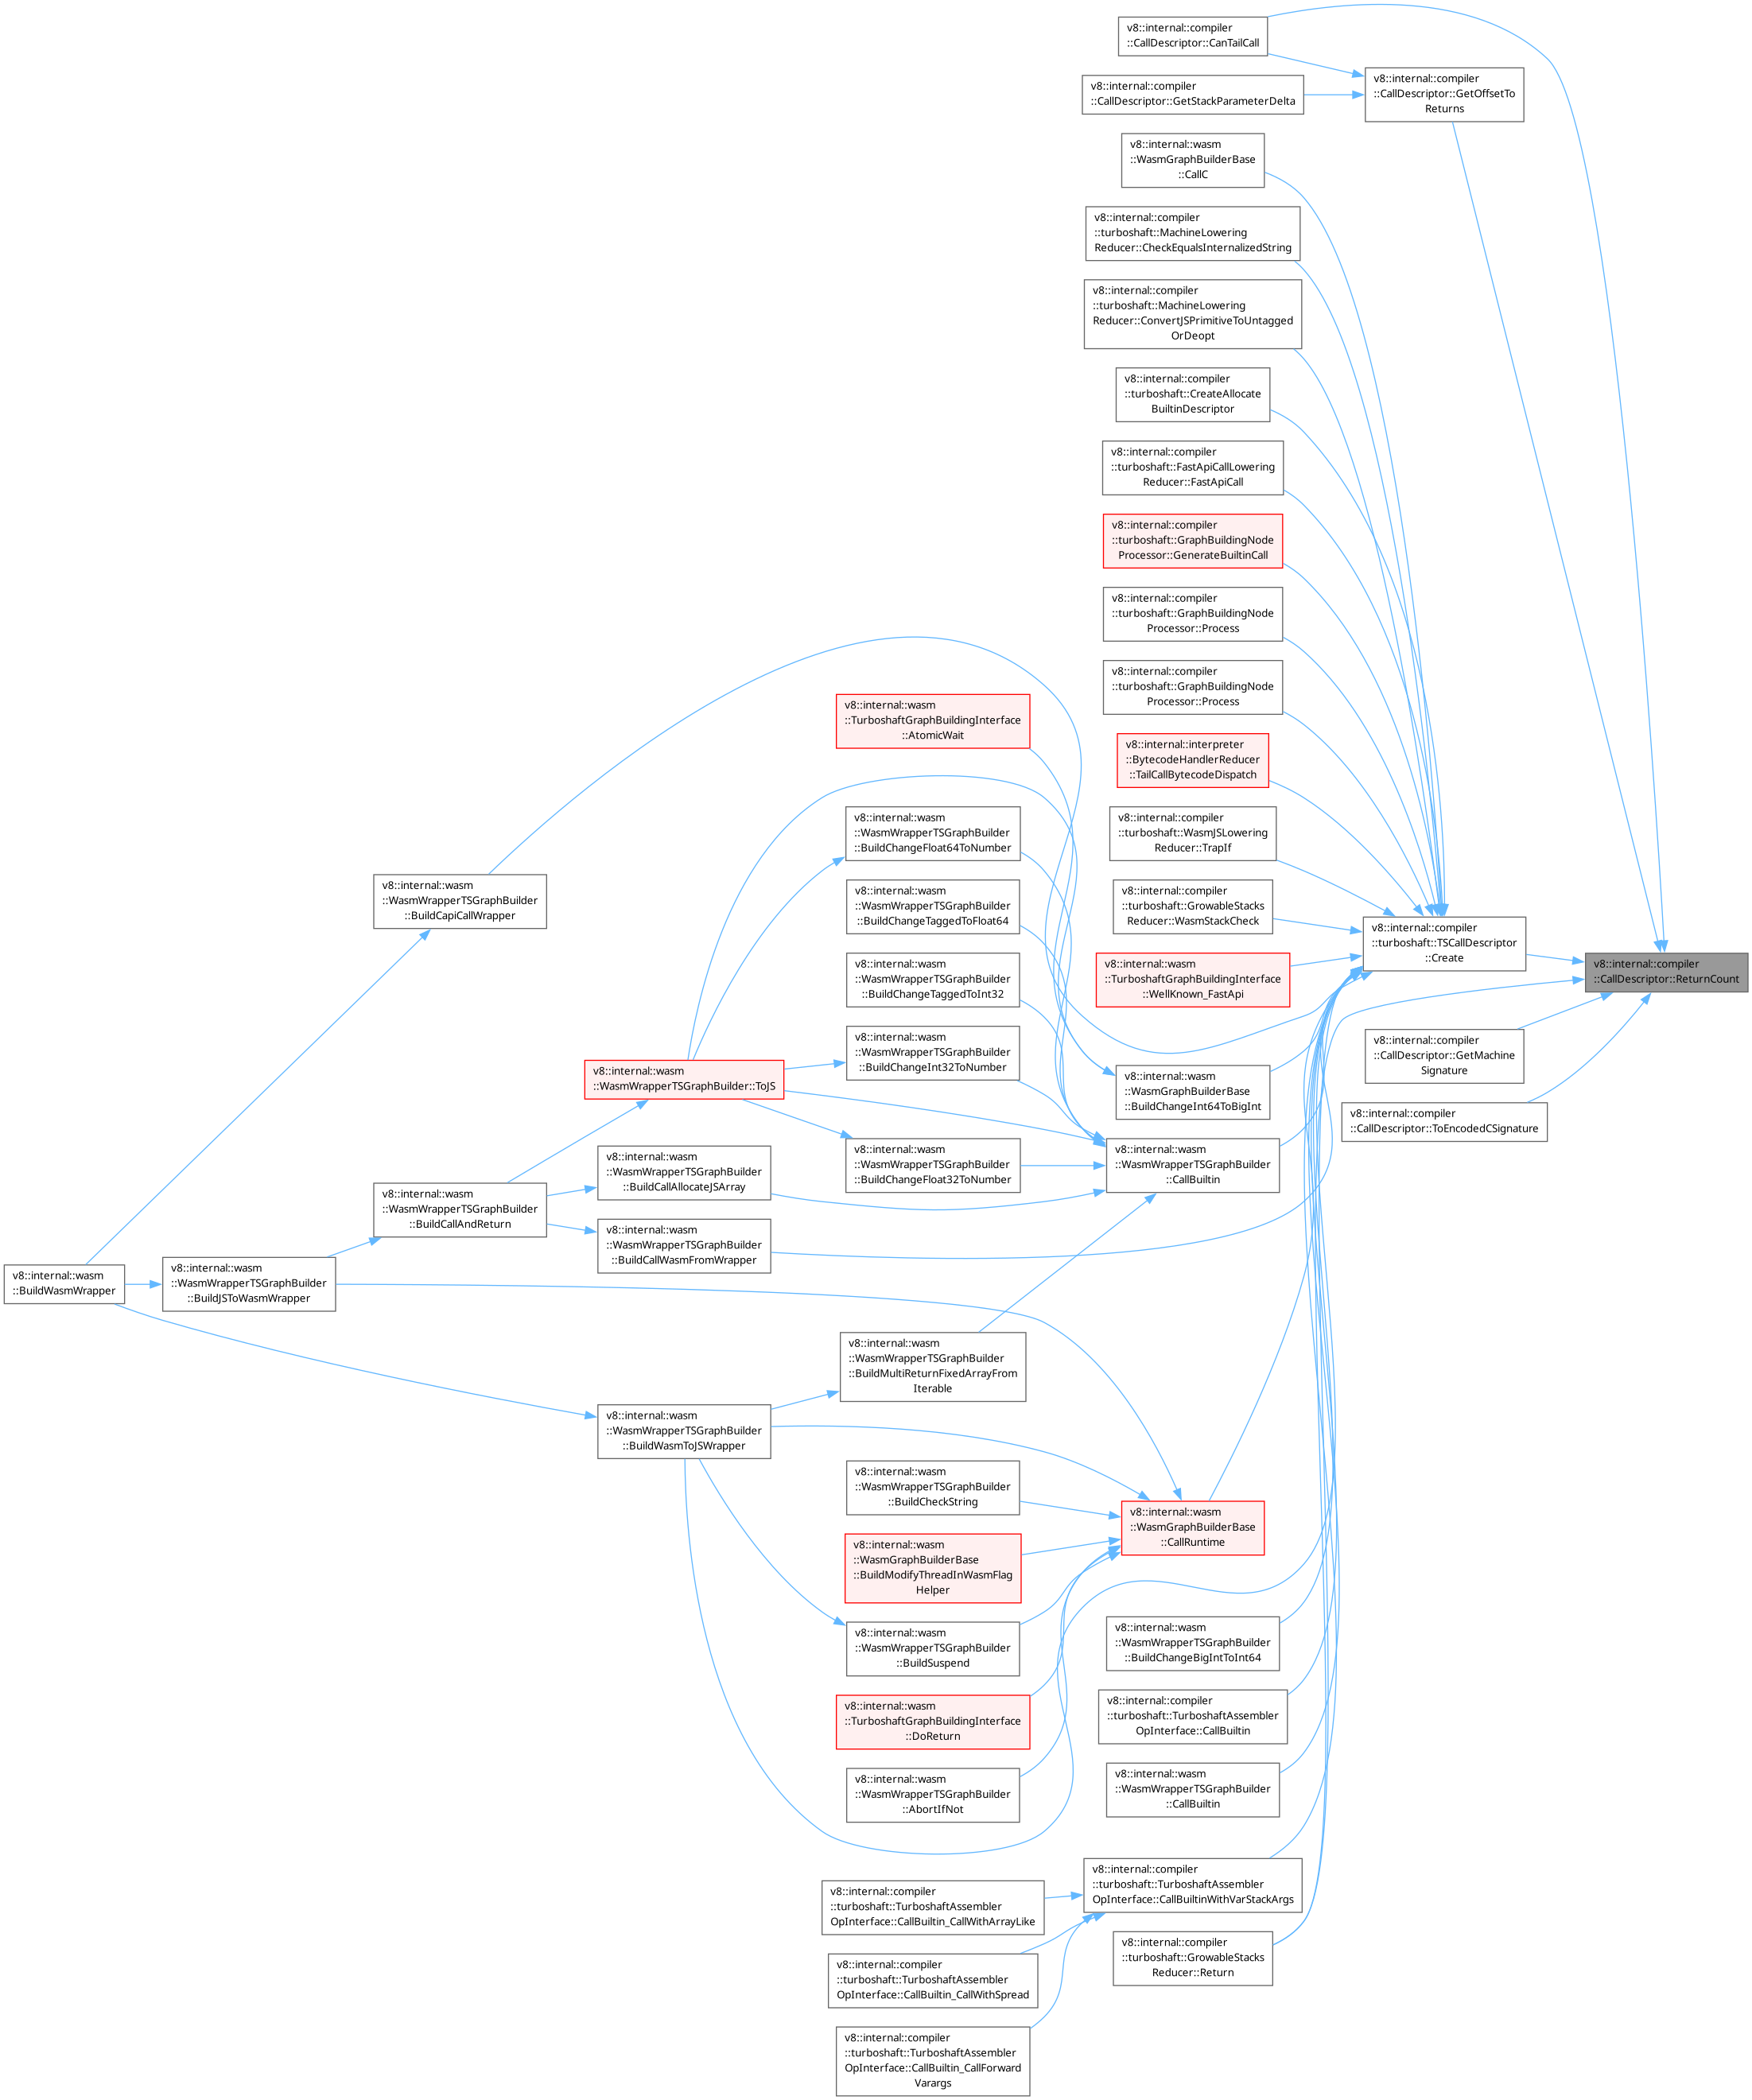 v8::internal::compiler
::CallDescriptor::CanTailCall
v8::internal::compiler
::CallDescriptor::GetOffsetTo
Returns
v8::internal::compiler
::CallDescriptor::GetStackParameterDelta
v8::internal::wasm
::WasmGraphBuilderBase
::CallC
v8::internal::compiler
::turboshaft::MachineLowering
Reducer::CheckEqualsInternalizedString
v8::internal::compiler
::turboshaft::MachineLowering
Reducer::ConvertJSPrimitiveToUntagged
OrDeopt
v8::internal::compiler
::turboshaft::CreateAllocate
BuiltinDescriptor
v8::internal::compiler
::turboshaft::FastApiCallLowering
Reducer::FastApiCall
v8::internal::compiler
::turboshaft::GraphBuildingNode
Processor::GenerateBuiltinCall
v8::internal::compiler
::turboshaft::GraphBuildingNode
Processor::Process
v8::internal::compiler
::turboshaft::GraphBuildingNode
Processor::Process
v8::internal::wasm
::TurboshaftGraphBuildingInterface
::AtomicWait
v8::internal::interpreter
::BytecodeHandlerReducer
::TailCallBytecodeDispatch
v8::internal::wasm
::WasmWrapperTSGraphBuilder
::BuildChangeFloat64ToNumber
v8::internal::compiler
::turboshaft::WasmJSLowering
Reducer::TrapIf
v8::internal::wasm
::WasmWrapperTSGraphBuilder
::BuildCapiCallWrapper
v8::internal::wasm
::WasmWrapperTSGraphBuilder
::BuildChangeTaggedToFloat64
v8::internal::compiler
::turboshaft::GrowableStacks
Reducer::WasmStackCheck
v8::internal::compiler
::turboshaft::TSCallDescriptor
::Create
v8::internal::compiler
::CallDescriptor::ReturnCount
v8::internal::wasm
::WasmWrapperTSGraphBuilder
::BuildChangeTaggedToInt32
v8::internal::wasm
::TurboshaftGraphBuildingInterface
::WellKnown_FastApi
v8::internal::wasm
::WasmWrapperTSGraphBuilder::ToJS
v8::internal::wasm
::WasmWrapperTSGraphBuilder
::BuildChangeInt32ToNumber
v8::internal::wasm
::WasmGraphBuilderBase
::BuildChangeInt64ToBigInt
v8::internal::compiler
::CallDescriptor::GetMachine
Signature
v8::internal::compiler
::CallDescriptor::ToEncodedCSignature
v8::internal::wasm
::WasmWrapperTSGraphBuilder
::BuildCallAndReturn
v8::internal::wasm
::WasmWrapperTSGraphBuilder
::BuildCallAllocateJSArray
v8::internal::wasm
::WasmWrapperTSGraphBuilder
::BuildChangeFloat32ToNumber
v8::internal::wasm
::WasmWrapperTSGraphBuilder
::CallBuiltin
v8::internal::wasm
::WasmWrapperTSGraphBuilder
::BuildCallWasmFromWrapper
v8::internal::wasm
::BuildWasmWrapper
v8::internal::wasm
::WasmWrapperTSGraphBuilder
::BuildJSToWasmWrapper
v8::internal::wasm
::WasmWrapperTSGraphBuilder
::BuildMultiReturnFixedArrayFrom
Iterable
v8::internal::wasm
::WasmWrapperTSGraphBuilder
::BuildWasmToJSWrapper
v8::internal::wasm
::WasmWrapperTSGraphBuilder
::BuildCheckString
v8::internal::wasm
::WasmGraphBuilderBase
::CallRuntime
v8::internal::wasm
::WasmGraphBuilderBase
::BuildModifyThreadInWasmFlag
Helper
v8::internal::wasm
::WasmWrapperTSGraphBuilder
::BuildSuspend
v8::internal::wasm
::WasmWrapperTSGraphBuilder
::BuildChangeBigIntToInt64
v8::internal::wasm
::TurboshaftGraphBuildingInterface
::DoReturn
v8::internal::compiler
::turboshaft::TurboshaftAssembler
OpInterface::CallBuiltin
v8::internal::wasm
::WasmWrapperTSGraphBuilder
::AbortIfNot
v8::internal::wasm
::WasmWrapperTSGraphBuilder
::CallBuiltin
v8::internal::compiler
::turboshaft::TurboshaftAssembler
OpInterface::CallBuiltinWithVarStackArgs
v8::internal::compiler
::turboshaft::TurboshaftAssembler
OpInterface::CallBuiltin_CallWithArrayLike
v8::internal::compiler
::turboshaft::GrowableStacks
Reducer::Return
v8::internal::compiler
::turboshaft::TurboshaftAssembler
OpInterface::CallBuiltin_CallWithSpread
v8::internal::compiler
::turboshaft::TurboshaftAssembler
OpInterface::CallBuiltin_CallForward
Varargs